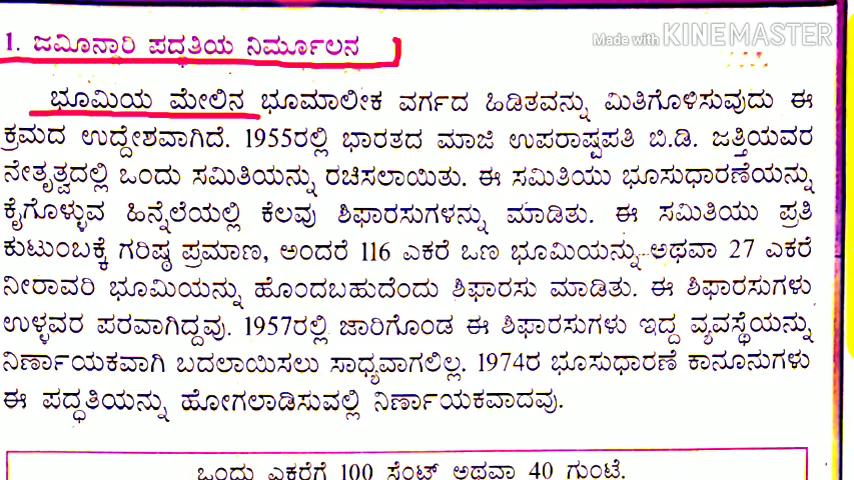 Made with KINEMASTER
1. ಜಮೀನ್ದಾರಿ ಪದ್ಧತಿಯ ನಿರ್ಮೂಲನ
ಭೂಮಿಯ ಮೇಲಿನ ಭೂಮಾಲೀಕ ವರ್ಗದ ಹಿಡಿತವನ್ನು ಮಿತಿಗೊಳಿಸುವುದು ಈ
ಕ್ರಮದ ಉದ್ದೇಶವಾಗಿದೆ. 1955ರಲ್ಲಿ ಭಾರತದ ಮಾಜಿ ಉಪರಾಷ್ಟ್ರಪತಿ ಬಿ.ಡಿ. ಜತ್ತಿಯವರ
ನೇತೃತ್ವದಲ್ಲಿ ಒಂದು ಸಮಿತಿಯನ್ನು ರಚಿಸಲಾಯಿತು. ಈ ಸಮಿತಿಯು ಭೂಸುಧಾರಣೆಯನ್ನು
ಕೈಗೊಳ್ಳುವ ಹಿನ್ನೆಲೆಯಲ್ಲಿ ಕೆಲವು ಶಿಫಾರಸುಗಳನ್ನು ಮಾಡಿತು. ಈ ಸಮಿತಿಯು ಪ್ರತಿ
ಕುಟುಂಬಕ್ಕೆ ಗರಿಷ್ಠ ಪ್ರಮಾಣ, ಅಂದರೆ 116 ಎಕರೆ ಒಣ ಭೂಮಿಯನ್ನು ಅಥವಾ 27 ಎಕರೆ
ನೀರಾವರಿ ಭೂಮಿಯನ್ನು ಹೊಂದಬಹುದೆಂದು ಶಿಫಾರಸು ಮಾಡಿತು. ಈ ಶಿಫಾರಸುಗಳು
ಉಳ್ಳವರ ಪರವಾಗಿದ್ದವು. 1957ರಲ್ಲಿ ಜಾರಿಗೊಂಡ ಈ ಶಿಫಾರಸುಗಳು ಇದ್ದ ವ್ಯವಸ್ಥೆಯನ್ನು
ನಿರ್ಣಾಯಕವಾಗಿ ಬದಲಾಯಿಸಲು ಸಾಧ್ಯವಾಗಲಿಲ್ಲ. 1974ರ ಭೂಸುಧಾರಣೆ ಕಾನೂನುಗಳು
ಈ ಪದ್ಧತಿಯನ್ನು ಹೋಗಲಾಡಿಸುವಲ್ಲಿ ನಿರ್ಣಾಯಕವಾದವು.
ಒಂದು ಎಕರೆಗೆ 100 ಸೆಂಟ್ ಅಥವಾ 40 ಗುಂಟೆ.